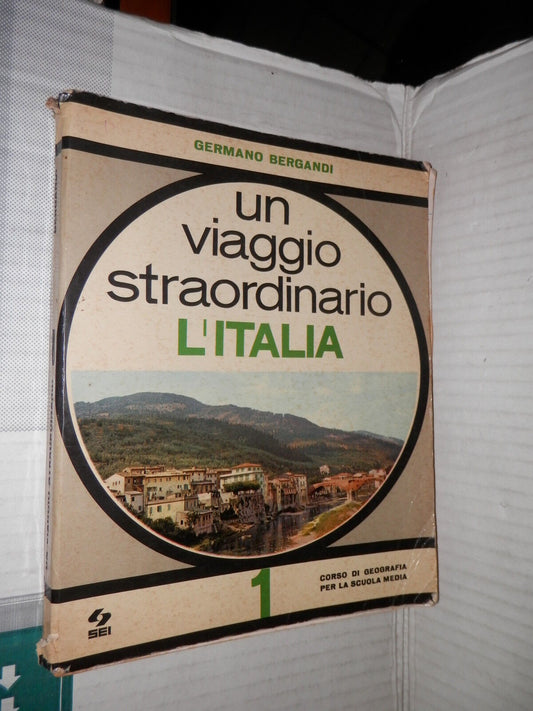 GERMANO BERGANDI
un
viaggio
straordinario
L'ITALIA
1
CORSO DI GEOGRAFIA
PER LA SCUOLA MEDIA
SEI